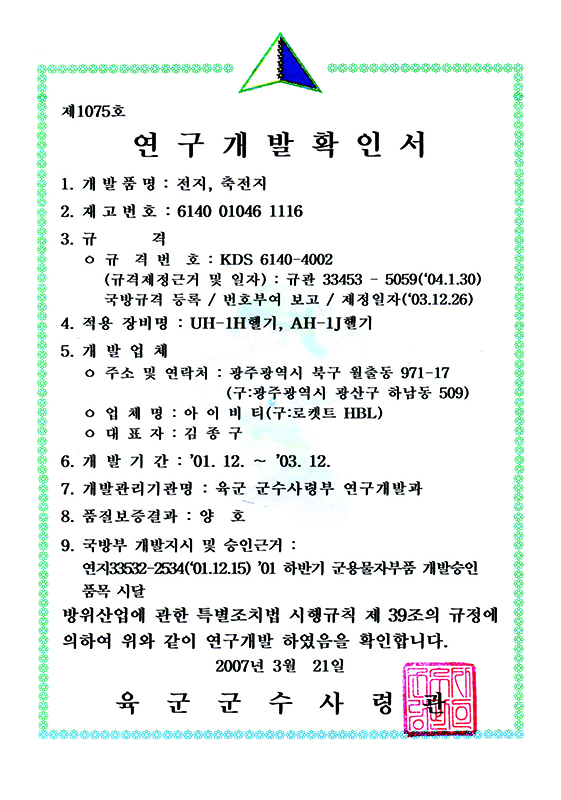 제1075호
연 구 개 발 확 인 서
1. 개 발 품 명 : 전지, 축전지
2. 재 고 번 호 : 6140 01046 1116
3. 규 격
○ 규 격 번 호 : KDS 6140-4002
(규격제정근거 및 일자) : 규관 33453 - 5059(‘04.1.30)
국방규격 등록 / 번호부여 보고 / 제정일자(‘03.12.26)
4. 적용 장비명 : UH-1H헬기, AH-1J헬기
5. 개 발 업 체
○ 주소 및 연락처 : 광주광역시 북구 월출동 971-17
(구:광주광역시 광산구 하남동 509)
○ 업 체 명 : 아 이 비 티(구:로켓트 HBL)
○ 대 표 자 : 김 종 구
6. 개 발 기 간 : ’01. 12. ~ ’03. 12.
7. 개발관리기관명 : 육군 군수사령부 연구개발과
8. 품질보증결과 : 양 호
9. 국방부 개발지시 및 승인근거 :
연지33532-2534(‘01.12.15) ’01 하반기 군용물자부품 개발승인
품목 시달
방위산업에 관한 특별조치법 시행규칙 제 39조의 규정에
의하여 위와 같이 연구개발 하였음을 확인합니다.
2007년 3월 21일
육 군 군 수 사 령 관